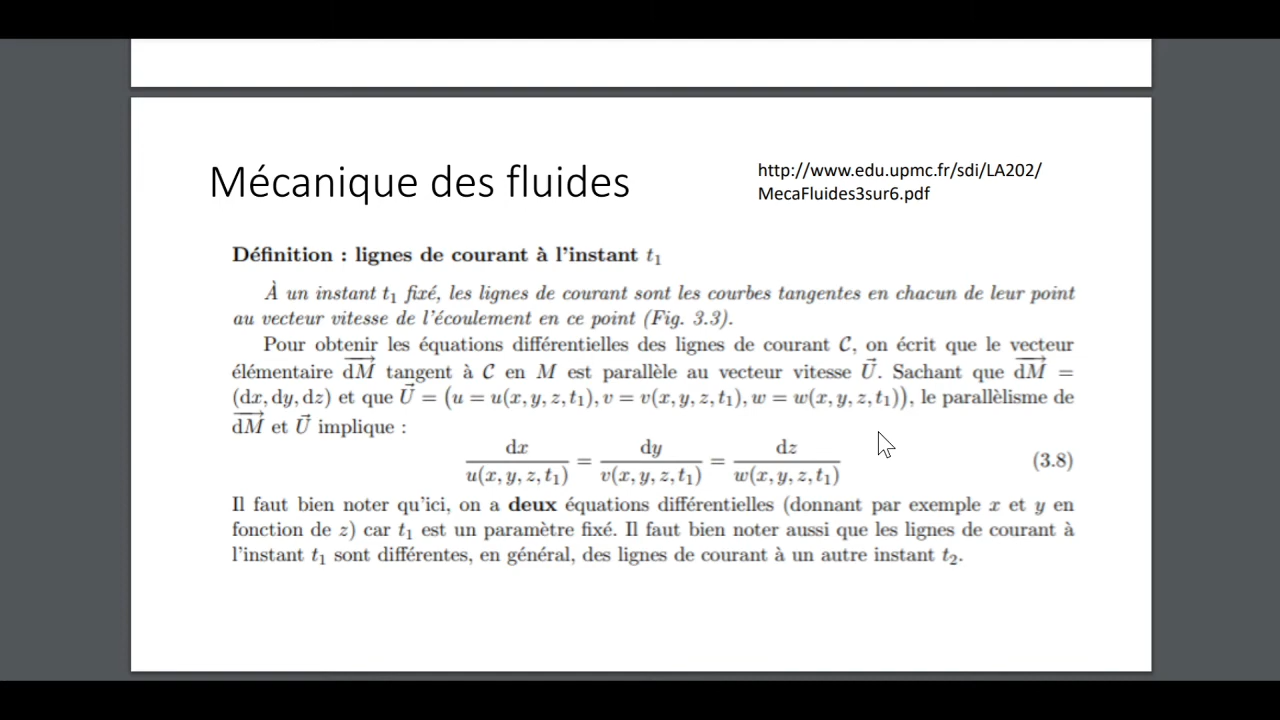 Mécanique des fluides
http://www.edu.upmc.fr/sdi/LA202/
MecaFluides3sur6.pdf
Définition : lignes de courant à l'instant t₁
À un instant t₁ fixé, les lignes de courant sont les courbes tangentes en chacun de leur point
au vecteur vitesse de l'écoulement en ce point (Fig. 3.3).
Pour obtenir les équations différentielles des lignes de courant 𝒞, on écrit que le vecteur
élémentaire \overrightarrow{dM} tangent à 𝒞 en M est parallèle au vecteur vitesse \vec{U}. Sachant que \overrightarrow{dM} =
(dx, dy, dz) et que \vec{U} = (u = u(x, y, z, t₁), v = v(x, y, z, t₁), w = w(x, y, z, t₁)), le parallèlisme de
\overrightarrow{dM} et \vec{U} implique :
dx/u(x, y, z, t₁) = dy/v(x, y, z, t₁) = dz/w(x, y, z, t₁) (3.8)
Il faut bien noter qu'ici, on a deux équations différentielles (donnant par exemple x et y en
fonction de z) car t₁ est un paramètre fixé. Il faut bien noter aussi que les lignes de courant à
l'instant t₁ sont différentes, en général, des lignes de courant à un autre instant t₂.